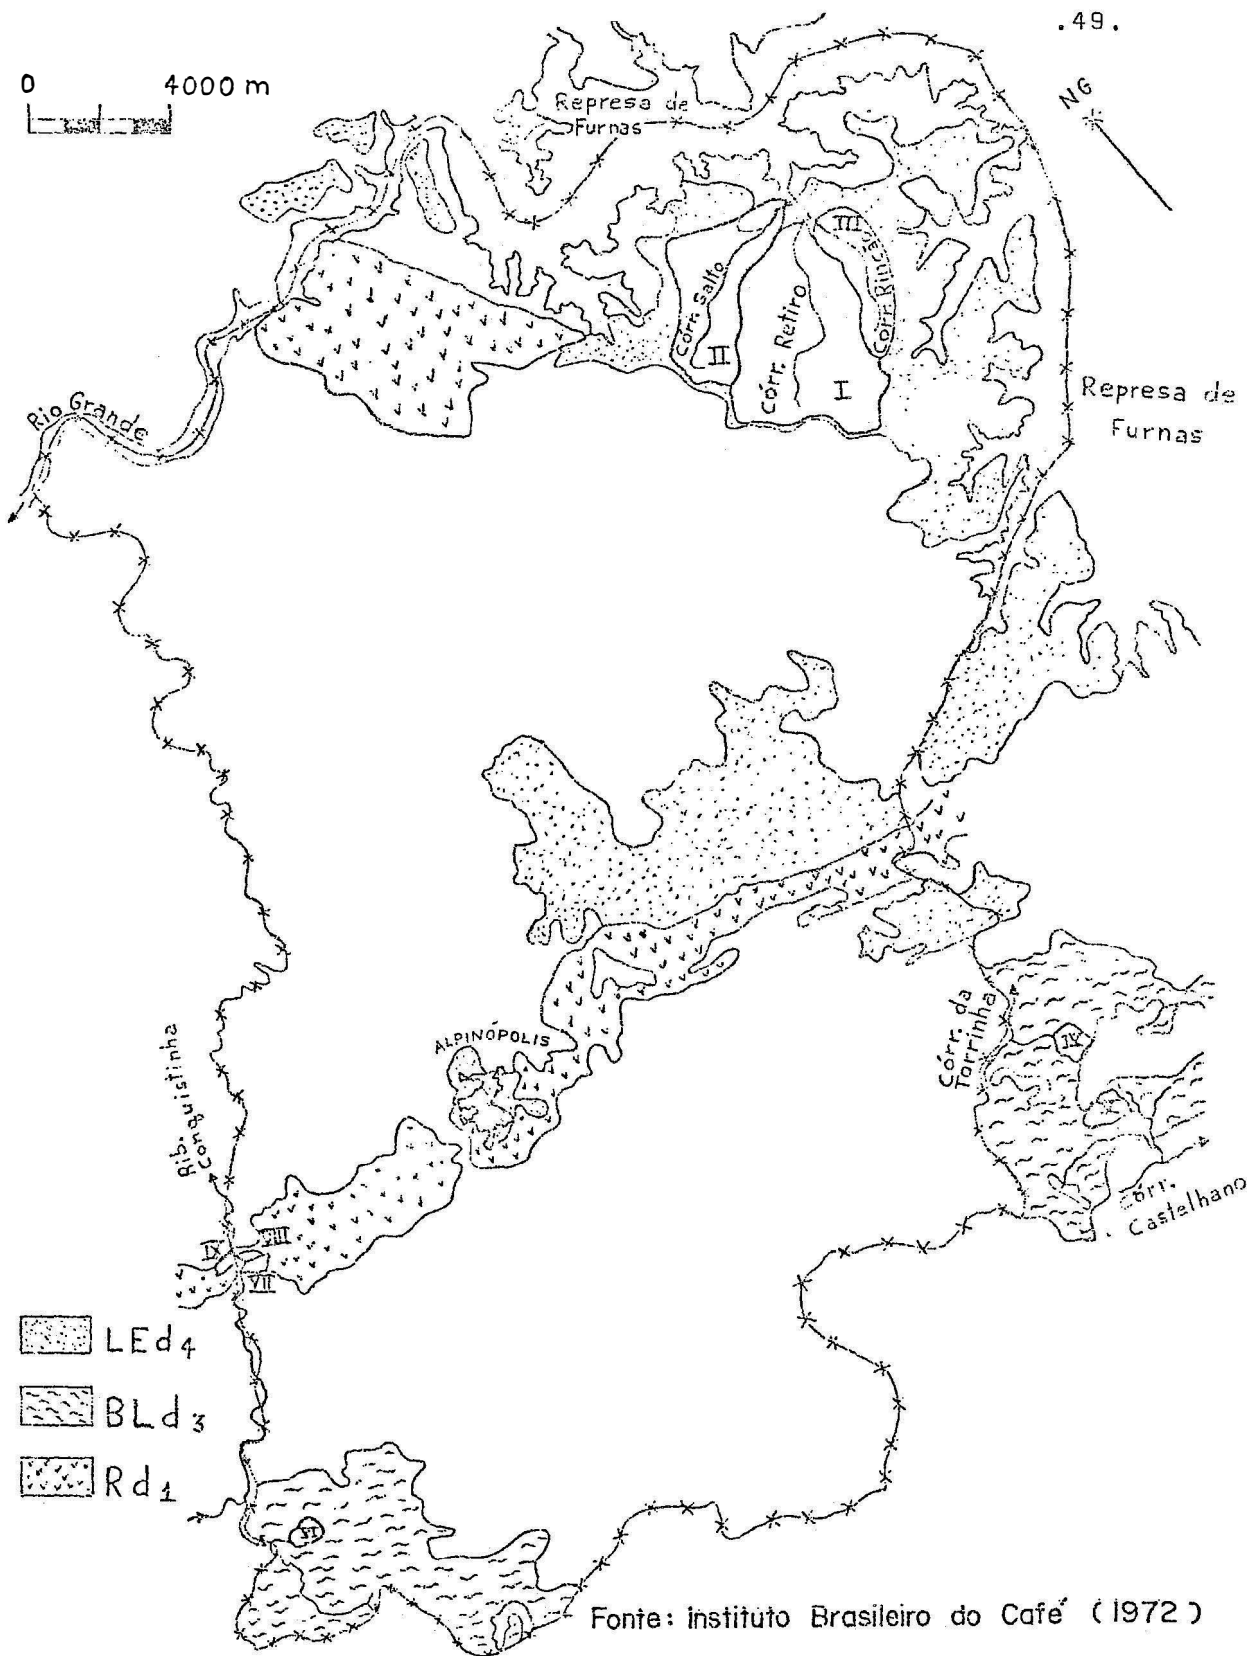 .49.
0 4000 m
NG
Represa de
Furnas
III
Córr. Salto
II
Córr. Retiro
I
Córr. Rincão
Rio Grande
Represa de
Furnas
ALPINÓPOLIS
Córr. da
Torrinha
IV
Rib.
Conquistinha
Córr.
Castelhano
IX
VIII
VII
LEd4
BLd3
Rd1
VI
Fonte: Instituto Brasileiro do Café (1972)